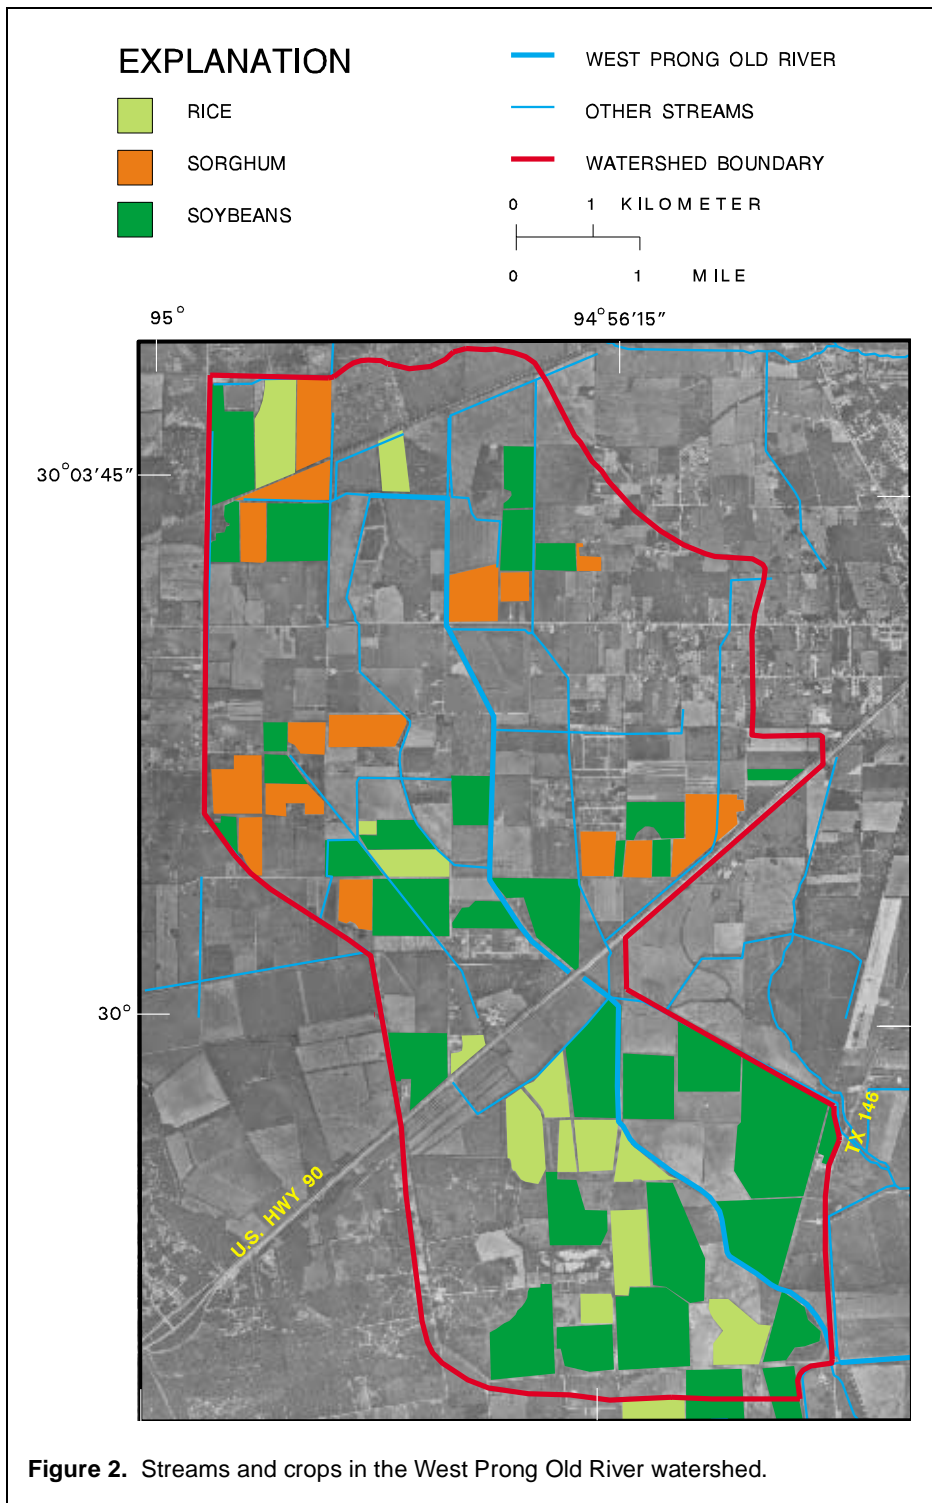 EXPLANATION
RICE
SORGHUM
SOYBEANS
WEST PRONG OLD RIVER
OTHER STREAMS
WATERSHED BOUNDARY
0 1 KILOMETER
0 1 MILE
95° 94°56'15"
30°03'45"
30°
U.S. HWY 90
TX 146
Figure 2. Streams and crops in the West Prong Old River watershed.